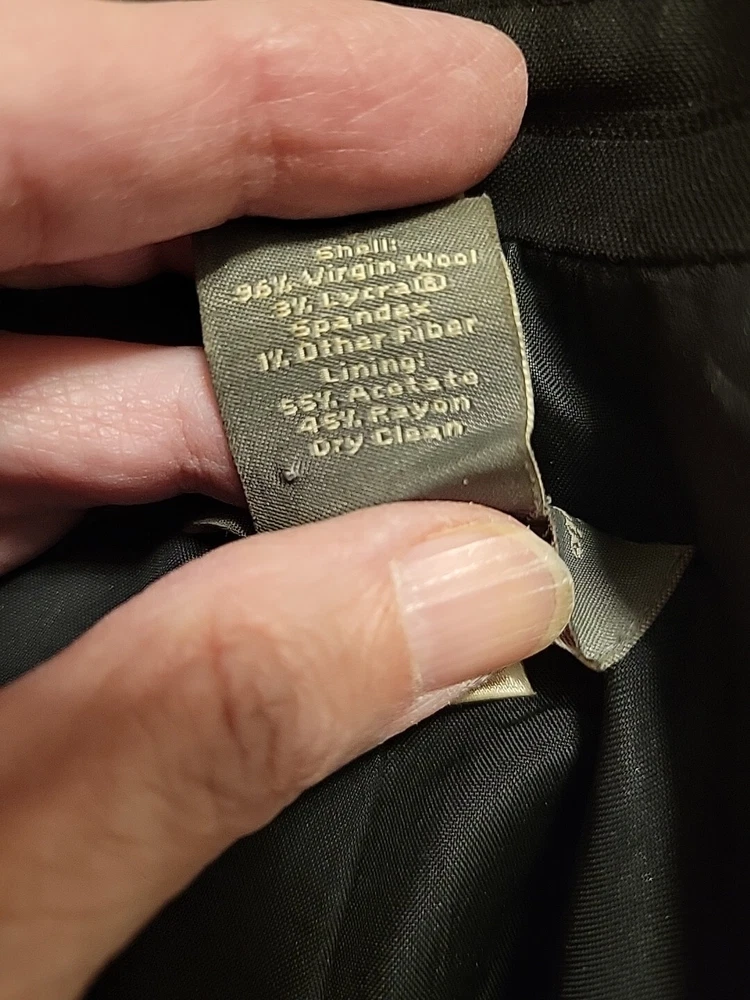 Shell:
96% Virgin Wool
3% Lycra®
Spandex
1% Other Fiber
Lining:
55% Acetate
45% Rayon
Dry Clean